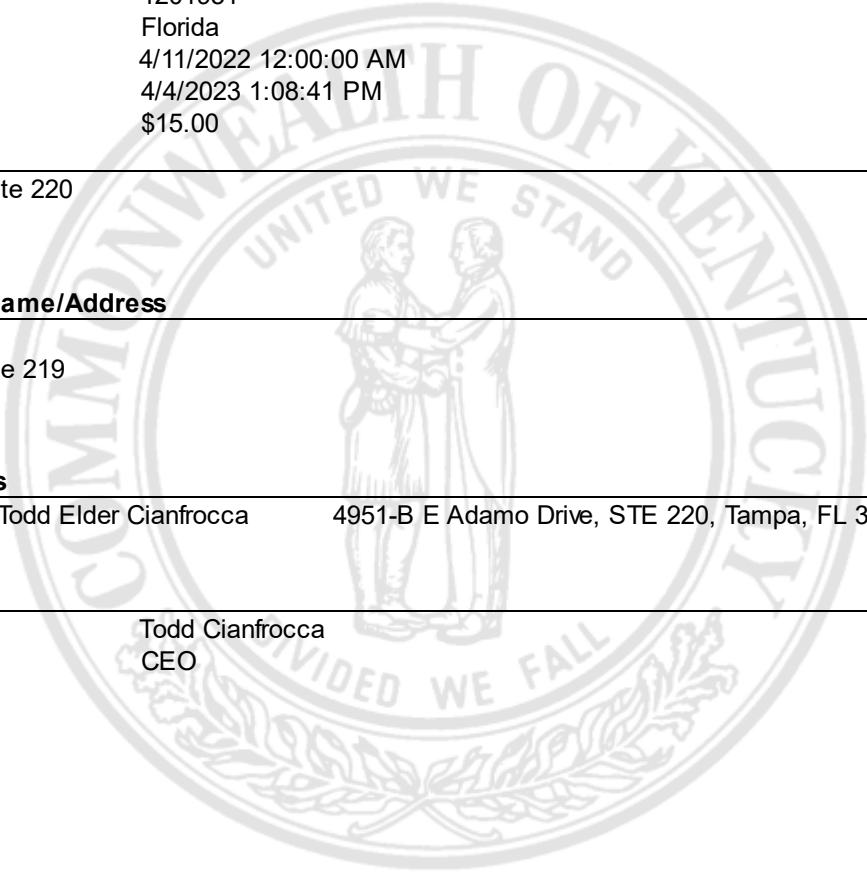 Florida
4/11/2022 12:00:00 AM
4/4/2023 1:08:41 PM
$15.00
te 220
ame/Address
e 219
s
Todd Elder Cianfrocca 4951-B E Adamo Drive, STE 220, Tampa, FL 3
Todd Cianfrocca
CEO
COMMONWEALTH OF KENTUCKY
UNITED WE STAND
DIVIDED WE FALL